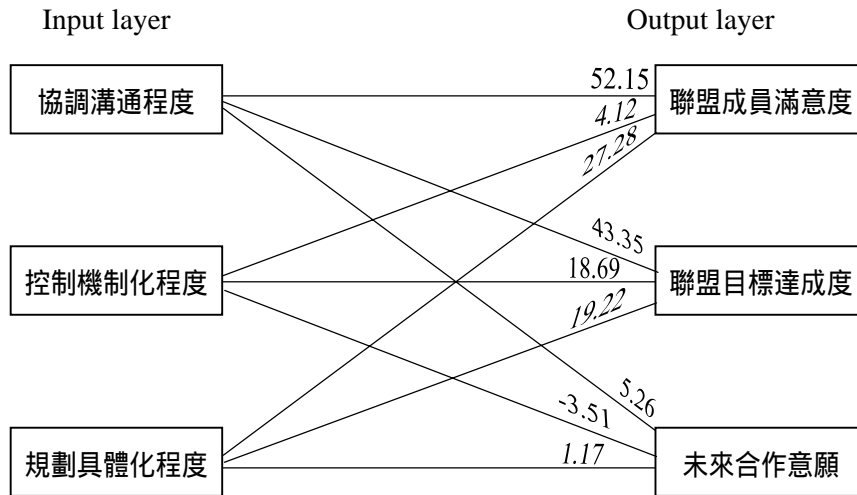 Input layer
Output layer
協調溝通程度
52.15
聯盟成員滿意度
4.12
27.28
43.35
控制機制化程度
18.69
聯盟目標達成度
19.22
5.26
-3.51
規劃具體化程度
1.17
未來合作意願